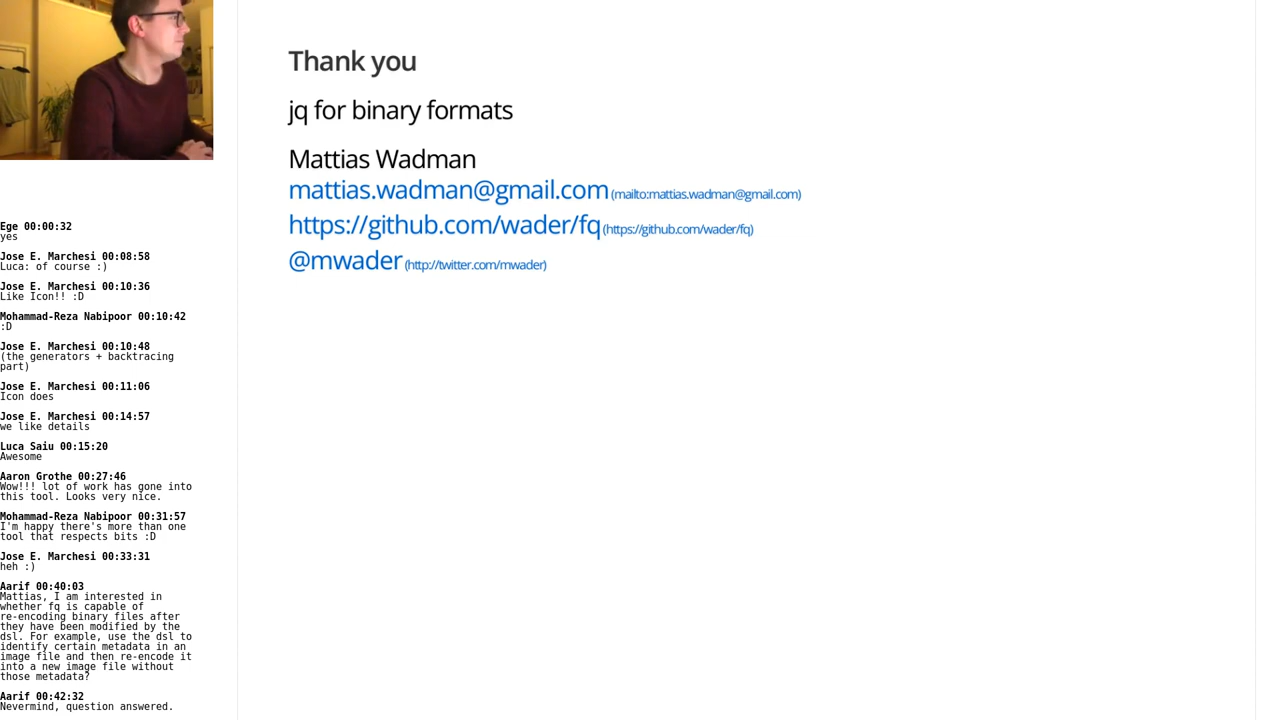 Thank you
jq for binary formats
Mattias Wadman
mattias.wadman@gmail.com (mailto:mattias.wadman@gmail.com)
https://github.com/wader/fq (https://github.com/wader/fq)
@mwader (http://twitter.com/mwader)
Ege 00:00:32
yes
Jose E. Marchesi 00:08:58
Luca: of course :)
Jose E. Marchesi 00:10:36
Like Icon!! :D
Mohammad-Reza Nabipoor 00:10:42
:D
Jose E. Marchesi 00:10:48
(the generators + backtracing
part)
Jose E. Marchesi 00:11:06
Icon does
Jose E. Marchesi 00:14:57
we like details
Luca Saiu 00:15:20
Awesome
Aaron Grothe 00:27:46
Wow!!! lot of work has gone into
this tool. Looks very nice.
Mohammad-Reza Nabipoor 00:31:57
I'm happy there's more than one
tool that respects bits :D
Jose E. Marchesi 00:33:31
heh :)
Aarif 00:40:03
Mattias, I am interested in
whether fq is capable of
re-encoding binary files after
they have been modified by the
dsl. For example, use the dsl to
identify certain metadata in an
image file and then re-encode it
into a new image file without
those metadata?
Aarif 00:42:32
Nevermind, question answered.